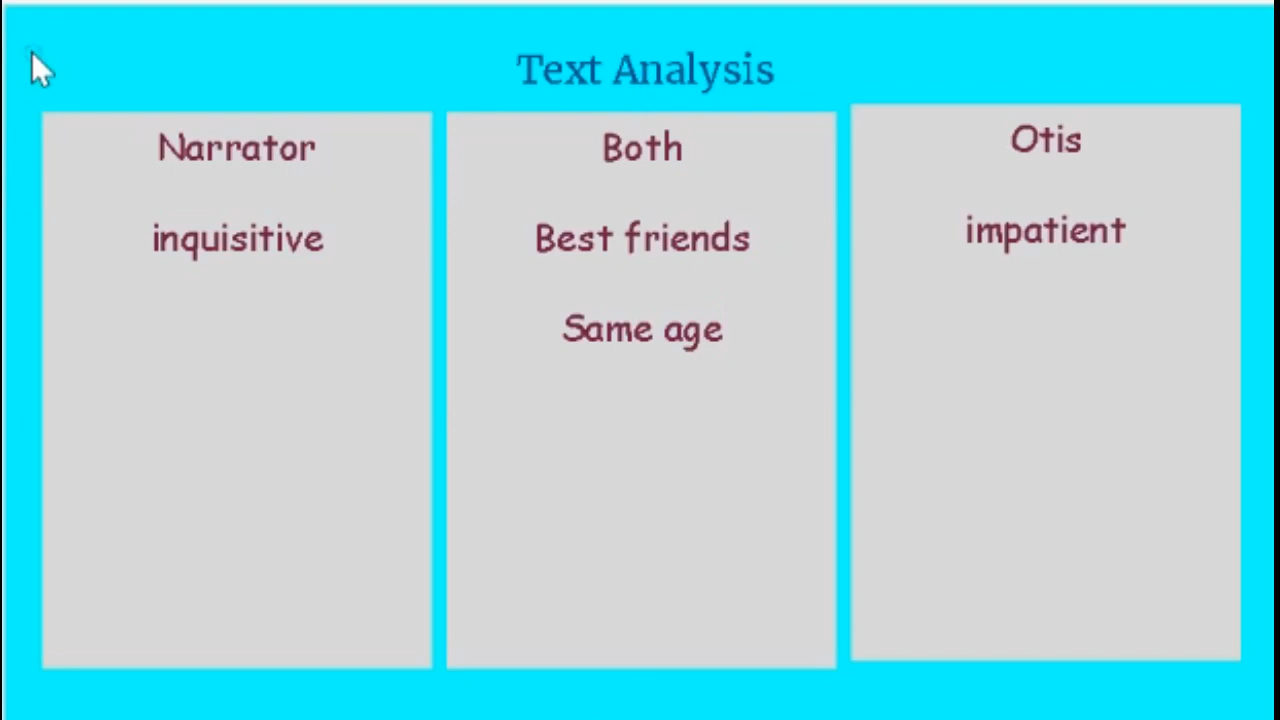 Text Analysis
Narrator
inquisitive
Both
Best friends
Same age
Otis
impatient